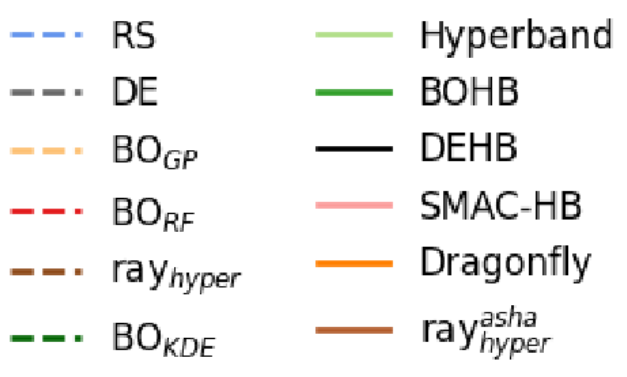 RS
DE
BO_GP
BO_RF
ray_hyper
BO_KDE
Hyperband
BOHB
DEHB
SMAC-HB
Dragonfly
ray^asha_hyper